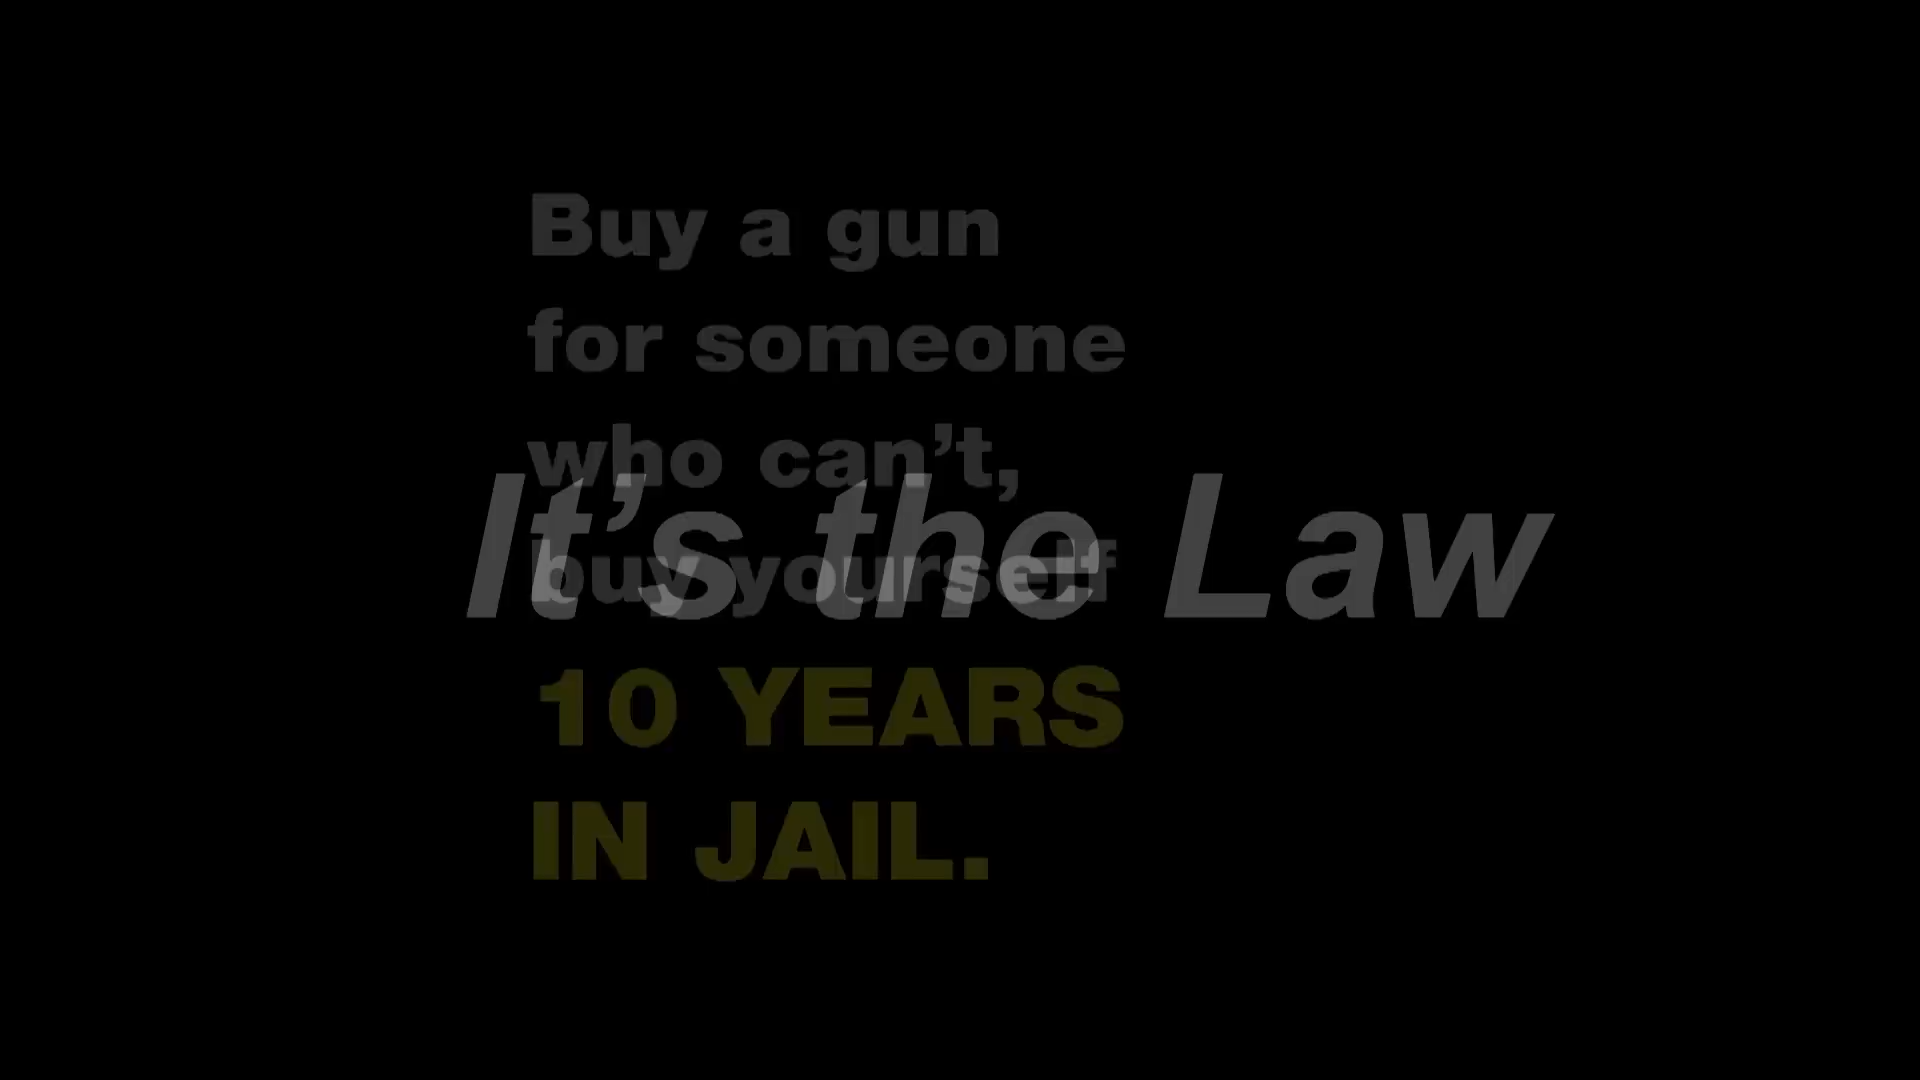 Buy a gun
for someone
who can't,
It's the Law
buy yourself
10 YEARS
IN JAIL.